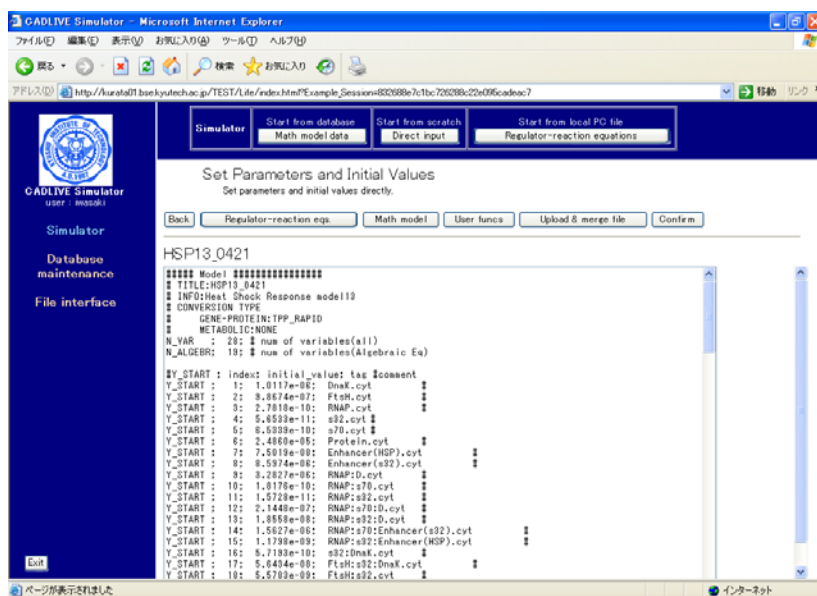 CADLIVE Simulator - Microsoft Internet Explorer
ファイル(F) 編集(E) 表示(V) お気に入り(A) ツール(T) ヘルプ(H)
戻る 検索 お気に入り
アドレス(D) http://kurata01.bse.kyutech.ac.jp/TEST/Life/index.html?Example_Session=832688e7c1bc726288c22e095cadeac7 移動 リンク
Simulator
Start from database
Math model data
Start from scratch
Direct input
Start from local PC file
Regulator-reaction equations
CADLIVE Simulator
user : iwasaki
Simulator
Database
maintenance
File interface
Exit
Set Parameters and Initial Values
Set parameters and initial values directly.
Back Regulator-reaction eqs. Math model User funcs Upload & merge file Confirm
HSP13_0421
##### Model ################
# TITLE:HSP13_0421
# INFO:Heat Shock Response model13
# CONVERSION TYPE
# GENE-PROTEIN:TPP_RAPID
# METABOLIC:NONE
N_VAR : 28; # num of variables(all)
N_ALGEBR; 19; # num of variables(Algebraic Eq)
#Y_START : index: initial_value: tag #comment
Y_START : 1; 1.0117e-06; DnaK.cyt #
Y_START : 2; 8.8674e-07; FtsH.cyt #
Y_START : 3; 2.7818e-10; RNAP.cyt #
Y_START : 4; 5.6533e-11; s32.cyt #
Y_START : 5; 6.5339e-10; s70.cyt #
Y_START : 6; 2.4860e-05; Protein.cyt #
Y_START : 7; 7.5019e-08; Enhancer(HSP).cyt #
Y_START : 8; 8.5974e-06; Enhancer(s32).cyt #
Y_START : 9; 3.2827e-06; RNAP:D.cyt #
Y_START : 10; 1.8176e-10; RNAP:s70.cyt #
Y_START : 11; 1.5728e-11; RNAP:s32.cyt #
Y_START : 12; 2.1448e-07; RNAP:s70:D.cyt #
Y_START : 13; 1.8558e-08; RNAP:s32:D.cyt #
Y_START : 14; 1.5627e-06; RNAP:s70:Enhancer(s32).cyt #
Y_START : 15; 1.1798e-09; RNAP:s32:Enhancer(HSP).cyt #
Y_START : 16; 5.7193e-10; s32:DnaK.cyt #
Y_START : 17; 5.6404e-08; FtsH:s32:DnaK.cyt #
Y_START : 18; 5.5703e-09; FtsH:s32.cyt #
ページが表示されました インターネット